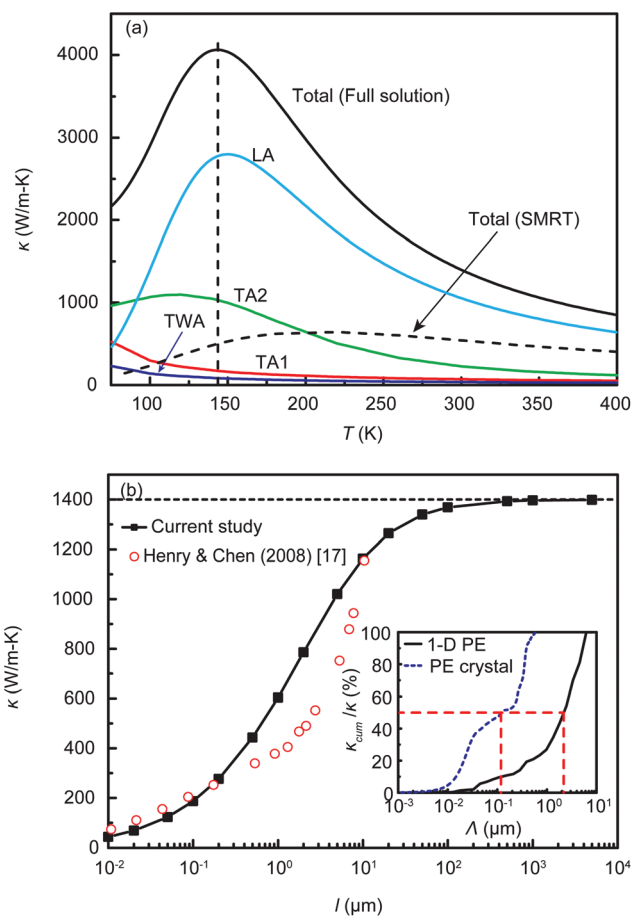 (a)
4000
3000
2000
1000
0
κ (W/m-K)
Total (Full solution)
LA
Total (SMRT)
TA2
TWA
TA1
100 150 200 250 300 350 400
T (K)
(b)
1400
1200
1000
800
600
400
200
0
κ (W/m-K)
Current study
Henry & Chen (2008) [17]
100
80
60
40
20
0
κcum /κ (%)
1-D PE
PE crystal
10-3 10-2 10-1 100 101
Λ (μm)
10-2 10-1 100 101 102 103 104
l (μm)